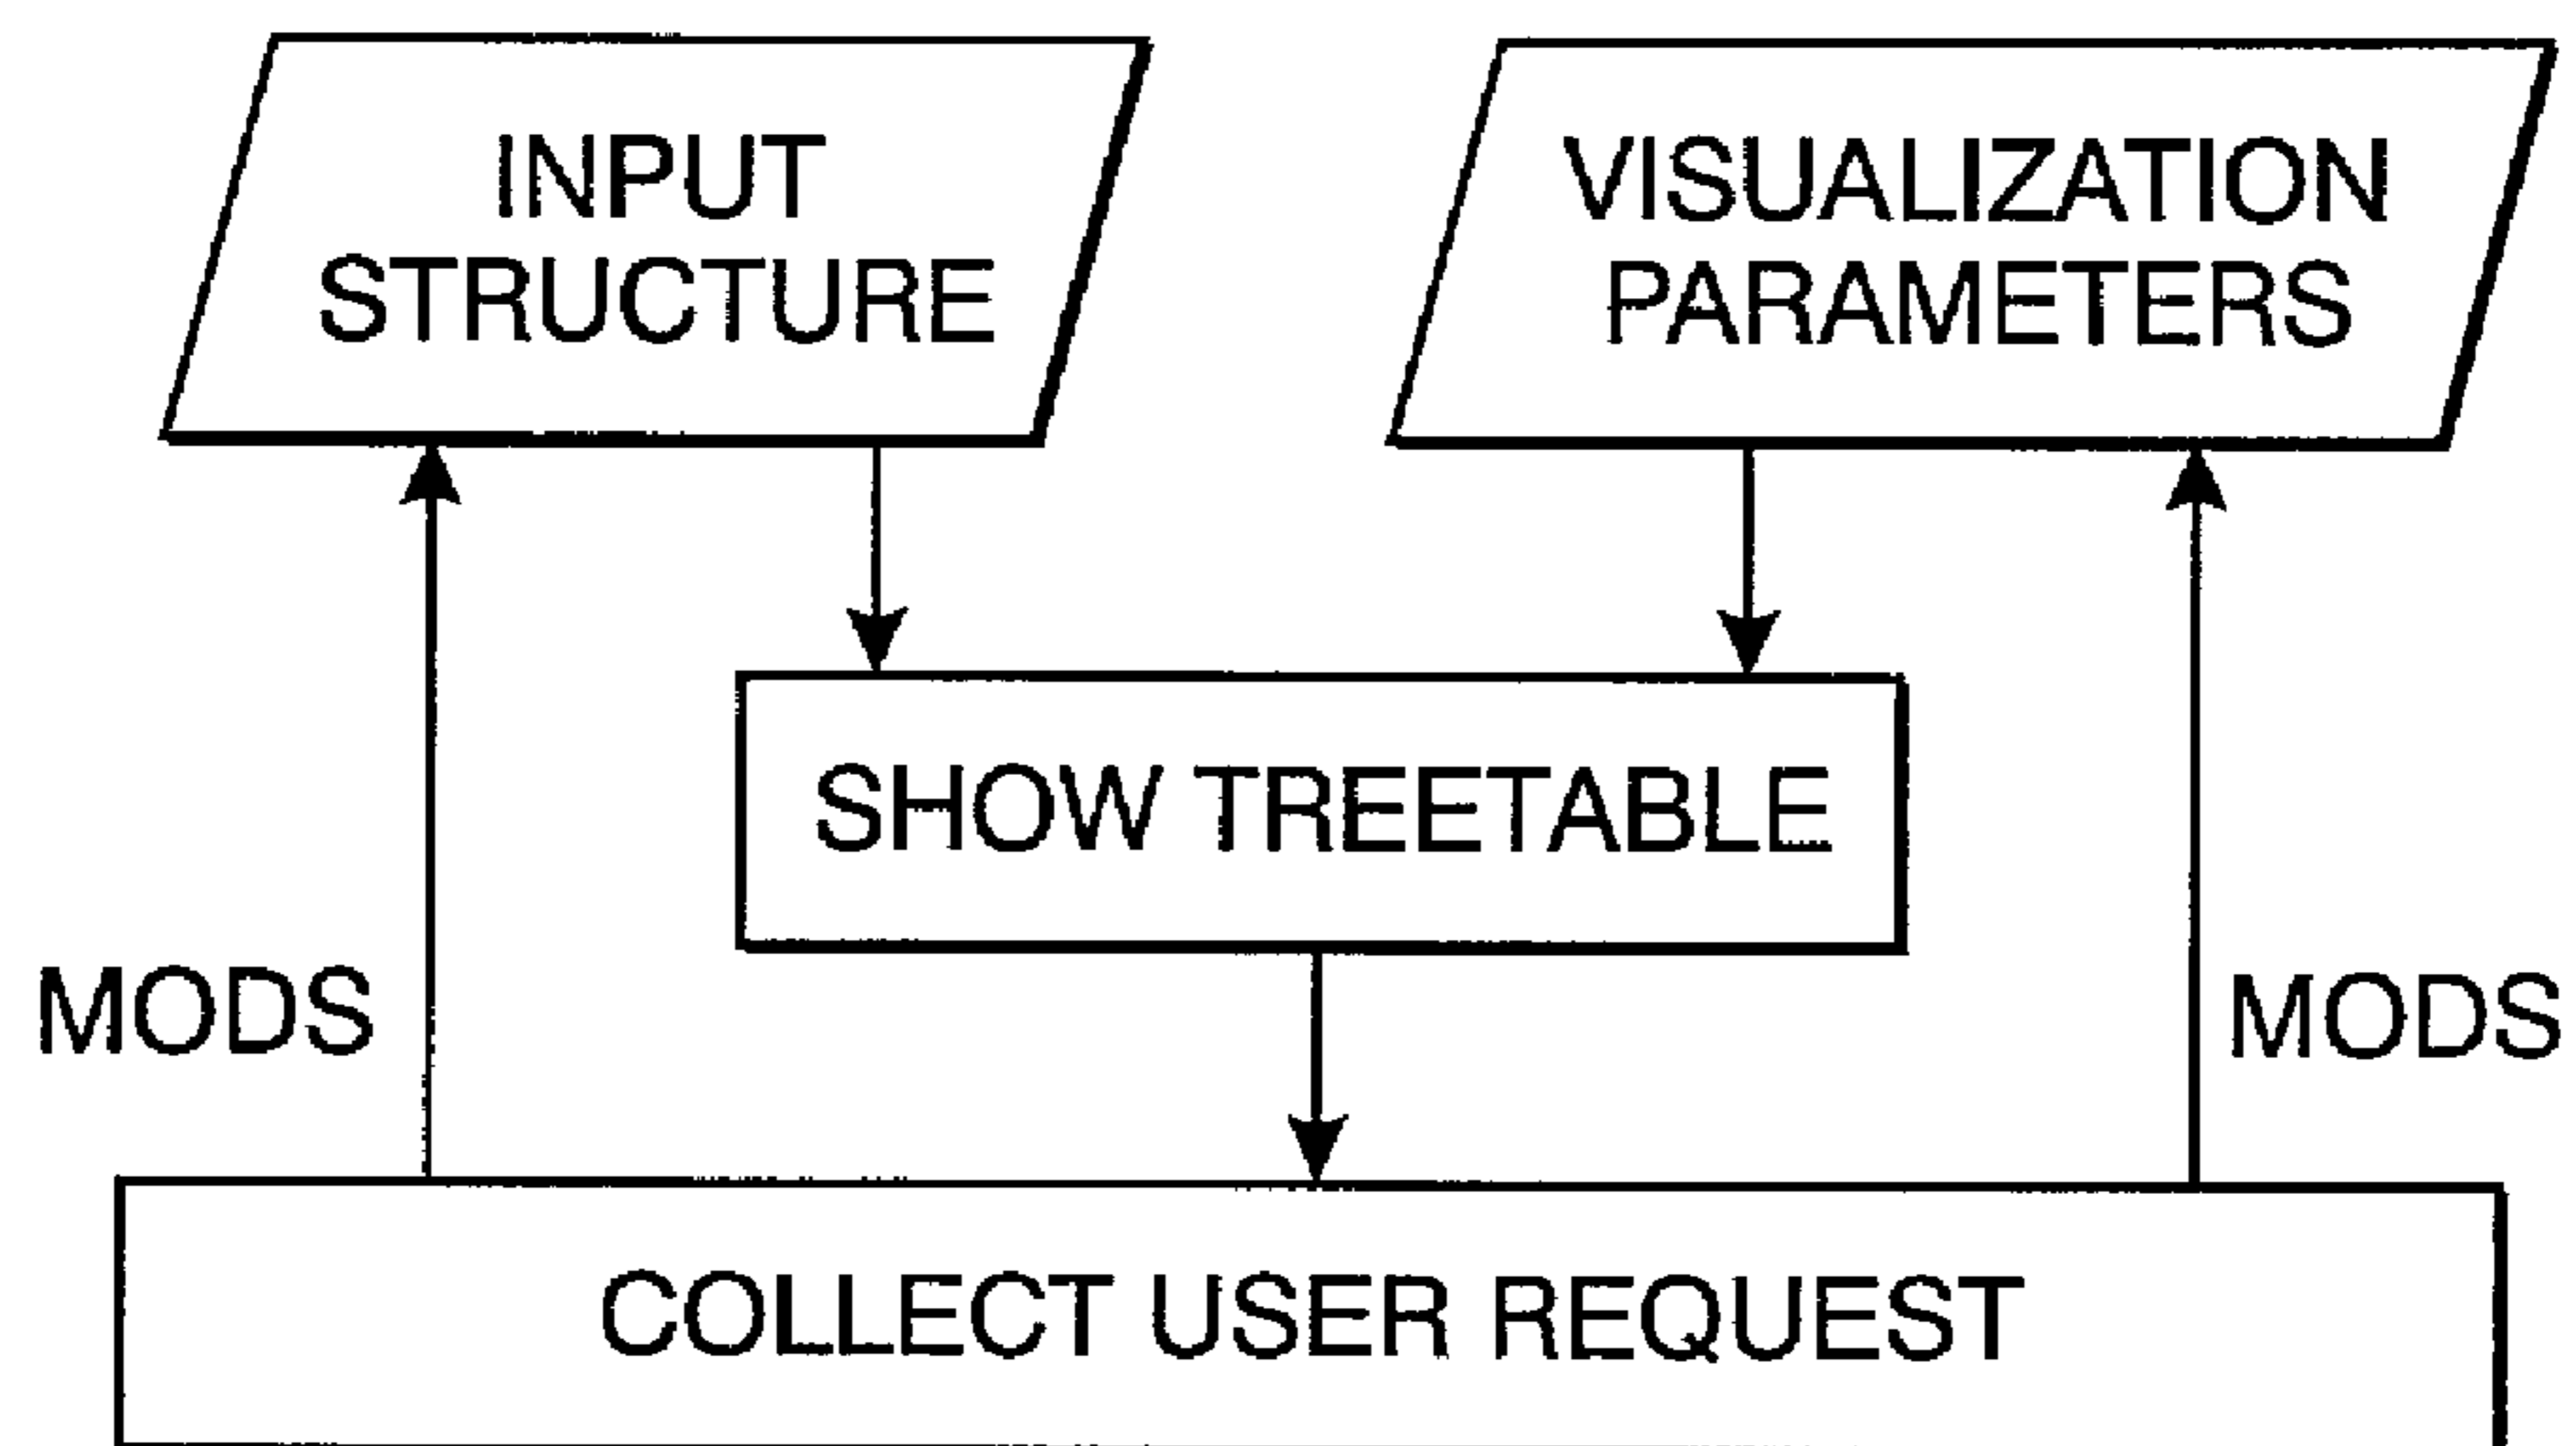 INPUT
STRUCTURE
VISUALIZATION
PARAMETERS
SHOW TREETABLE
MODS
MODS
COLLECT USER REQUEST